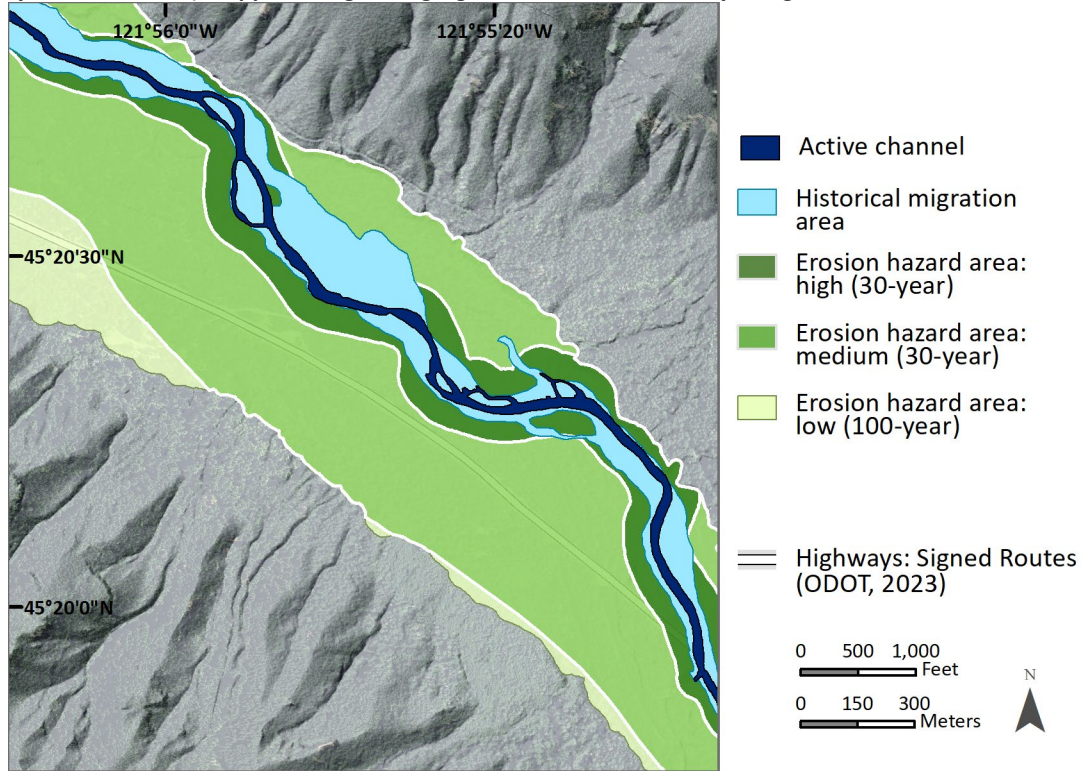 121°56'0"W
121°55'20"W
45°20'30"N
45°20'0"N
Active channel
Historical migration
area
Erosion hazard area:
high (30-year)
Erosion hazard area:
medium (30-year)
Erosion hazard area:
low (100-year)
Highways: Signed Routes
(ODOT, 2023)
0 500 1,000
Feet
0 150 300
Meters
N